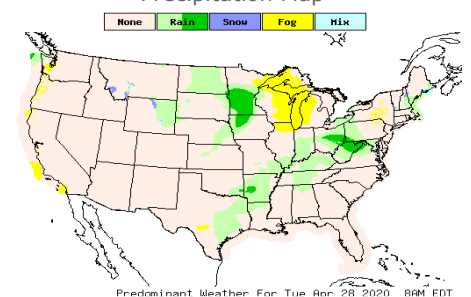 Precipitation Map
None Rain Snow Fog Mix
Predominant Weather For Tue Apr 28 2020 8AM EDT